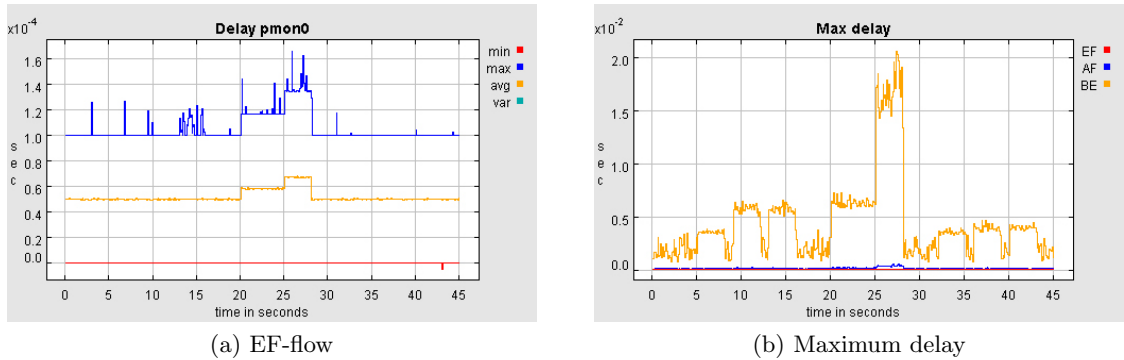 Delay pmon0
x10-4
min
max
avg
var
1.6
1.4
1.2
1.0
0.8
0.6
0.4
0.2
0.0
sec
0 5 10 15 20 25 30 35 40 45
time in seconds
(a) EF-flow
Max delay
x10-2
EF
AF
BE
2.0
1.5
1.0
0.5
0.0
sec
0 5 10 15 20 25 30 35 40 45
time in seconds
(b) Maximum delay